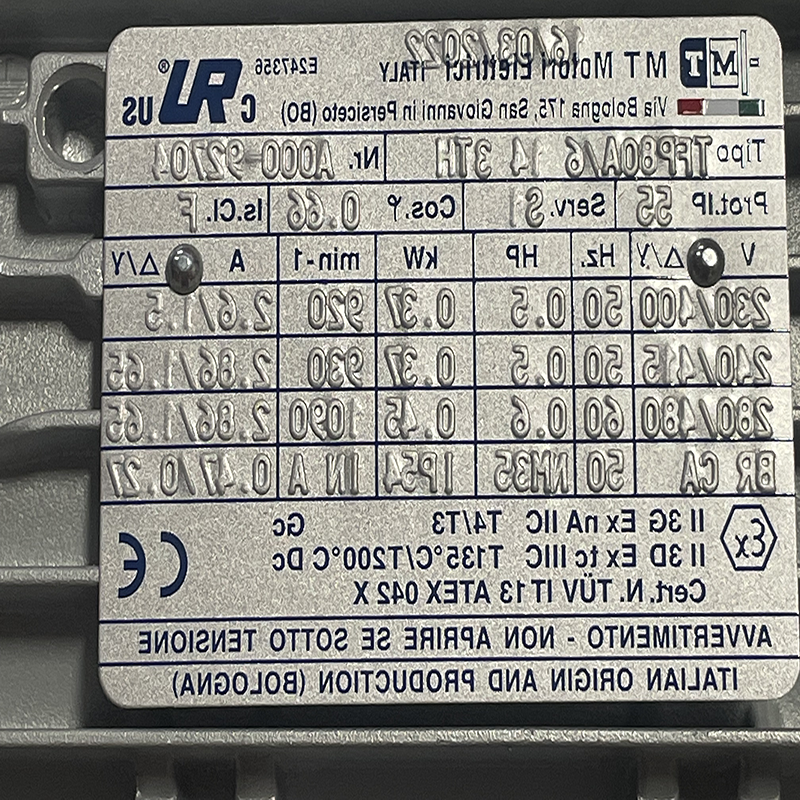 16/03/2022
MT M T Motori Elettrici - ITALY
E247356
Via Bologna 175, San Giovanni in Persiceto (BO)
C UR US ®
Tipo TFP80A/6 14 3TH Nr. A000 92704
Prot.IP 55 Serv. S1 Cos.φ 0.66 Is.Cl. F
V Δ/Y Hz. HP kW min-1 A Δ/Y
230/400 50 0.5 0.37 920 2.6/1.5
240/415 50 0.5 0.37 930 2.86/1.65
280/480 60 0.6 0.45 1090 2.86/1.65
BR CA 50 NM35 IP54 IN A 0.47/0.27
Ex II 3G Ex nA IIC T4/T3 Gc
II 3D Ex tc IIIC T135°C/T200°C Dc
Cert. N. TÜV IT 13 ATEX 042 X
CE
AVVERTIMENTO - NON APRIRE SE SOTTO TENSIONE
ITALIAN ORIGIN AND PRODUCTION (BOLOGNA)